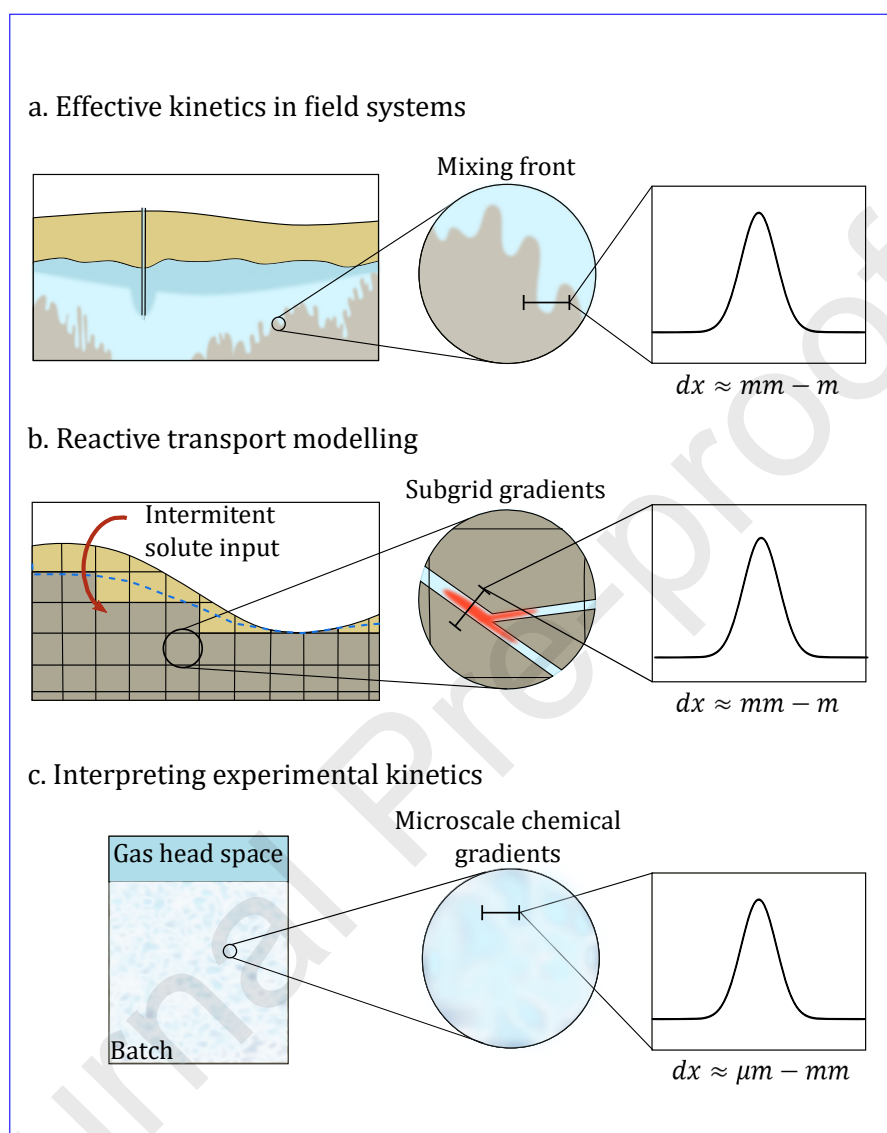 a. Effective kinetics in field systems
Mixing front
dx ≈ mm − m
b. Reactive transport modelling
Intermitent
solute input
Subgrid gradients
dx ≈ mm − m
c. Interpreting experimental kinetics
Gas head space
Batch
Microscale chemical
gradients
dx ≈ μm − mm
urnal Pre-proof